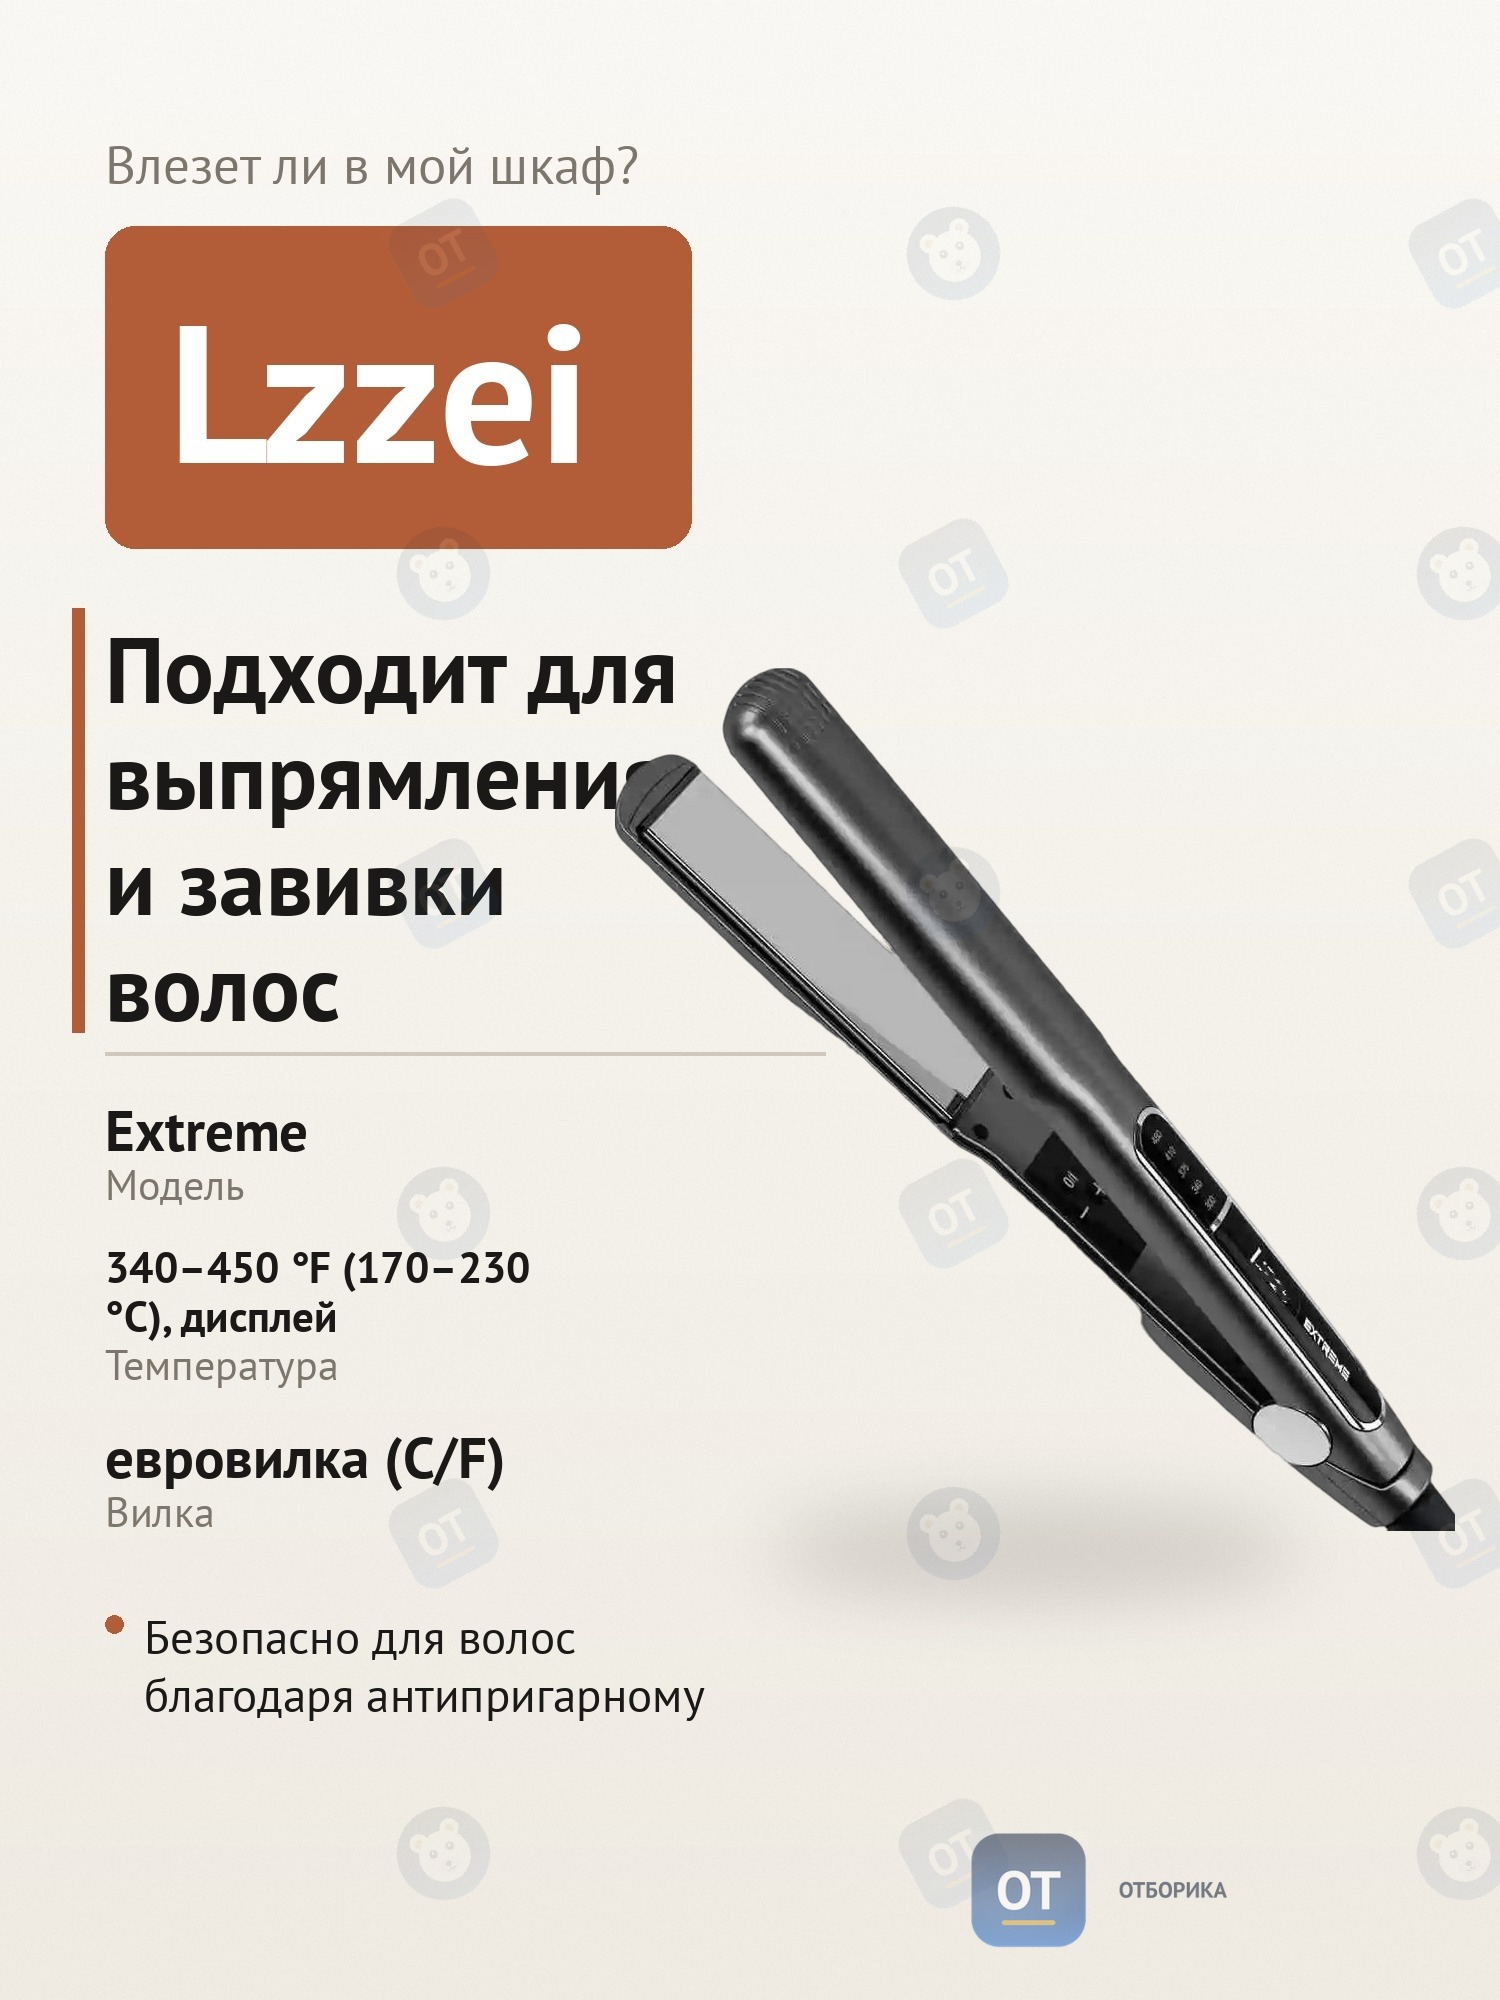 Влезет ли в мой шкаф?
Lzzei
Подходит для
выпрямлени
и завивки
волос
Extreme
Модель
340–450 °F (170–230
°C), дисплей
Температура
евровилка (C/F)
Вилка
Безопасно для волос
благодаря антипригарному
EXTREME
ОТ
ОТБОРИКА